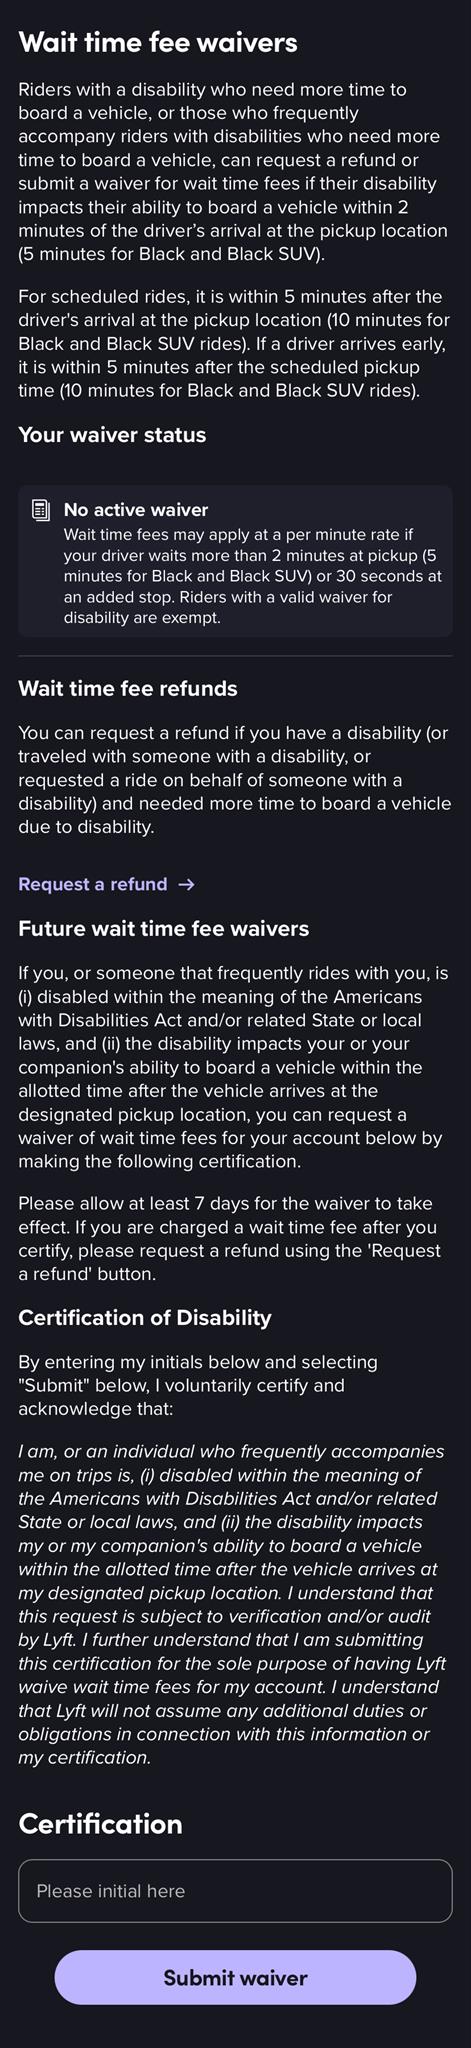 Wait time fee waivers
Riders with a disability who need more time to
board a vehicle, or those who frequently
accompany riders with disabilities who need more
time to board a vehicle, can request a refund or
submit a waiver for wait time fees if their disability
impacts their ability to board a vehicle within 2
minutes of the driver’s arrival at the pickup location
(5 minutes for Black and Black SUV).
For scheduled rides, it is within 5 minutes after the
driver's arrival at the pickup location (10 minutes for
Black and Black SUV rides). If a driver arrives early,
it is within 5 minutes after the scheduled pickup
time (10 minutes for Black and Black SUV rides).
Your waiver status
No active waiver
Wait time fees may apply at a per minute rate if
your driver waits more than 2 minutes at pickup (5
minutes for Black and Black SUV) or 30 seconds at
an added stop. Riders with a valid waiver for
disability are exempt.
Wait time fee refunds
You can request a refund if you have a disability (or
traveled with someone with a disability, or
requested a ride on behalf of someone with a
disability) and needed more time to board a vehicle
due to disability.
Request a refund →
Future wait time fee waivers
If you, or someone that frequently rides with you, is
(i) disabled within the meaning of the Americans
with Disabilities Act and/or related State or local
laws, and (ii) the disability impacts your or your
companion's ability to board a vehicle within the
allotted time after the vehicle arrives at the
designated pickup location, you can request a
waiver of wait time fees for your account below by
making the following certification.
Please allow at least 7 days for the waiver to take
effect. If you are charged a wait time fee after you
certify, please request a refund using the 'Request
a refund' button.
Certification of Disability
By entering my initials below and selecting
"Submit" below, I voluntarily certify and
acknowledge that:
I am, or an individual who frequently accompanies
me on trips is, (i) disabled within the meaning of
the Americans with Disabilities Act and/or related
State or local laws, and (ii) the disability impacts
my or my companion's ability to board a vehicle
within the allotted time after the vehicle arrives at
my designated pickup location. I understand that
this request is subject to verification and/or audit
by Lyft. I further understand that I am submitting
this certification for the sole purpose of having Lyft
waive wait time fees for my account. I understand
that Lyft will not assume any additional duties or
obligations in connection with this information or
my certification.
Certification
Please initial here
Submit waiver